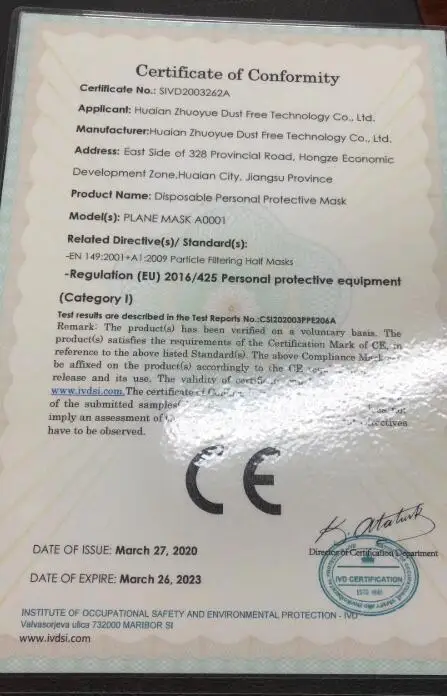 Certificate of Conformity
Certificate No.: SIVD2003262A
Applicant: Huaian Zhuoyue Dust Free Technology Co., Ltd.
Manufacturer:Huaian Zhuoyue Dust Free Technology Co., Ltd.
Address: East Side of 328 Provincial Road, Hongze Economic
Development Zone,Huaian City, Jiangsu Province
Product Name: Disposable Personal Protective Mask
Model(s): PLANE MASK A0001
Related Directive(s)/ Standard(s):
-EN 149:2001+A1:2009 Particle Filtering Half Masks
-Regulation (EU) 2016/425 Personal protective equipment
(Category I)
Test results are described in the Test Reports No.:CSI202003PPE206A
Remark: The product(s) has been verified on a voluntary basis. The
product(s) satisfies the requirements of the Certification Mark of CE, in
reference to the above listed Standard(s). The above Compliance
be affixed on the product(s) accordingly to the CE
release and its use. The validity of
www.ivdsi.com.The certificate of
of the submitted samples
imply an assessment of
have to be observed.
CE
K. Ataturk
DATE OF ISSUE: March 27, 2020
Director of Certification Department
DATE OF EXPIRE: March 26, 2023
IVD CERTIFICATION
INSTITUTE OF OCCUPATIONAL SAFETY AND ENVIRONMENTAL PROTECTION - IVD
Valvasorjeva ulica 732000 MARIBOR SI
www.ivdsi.com